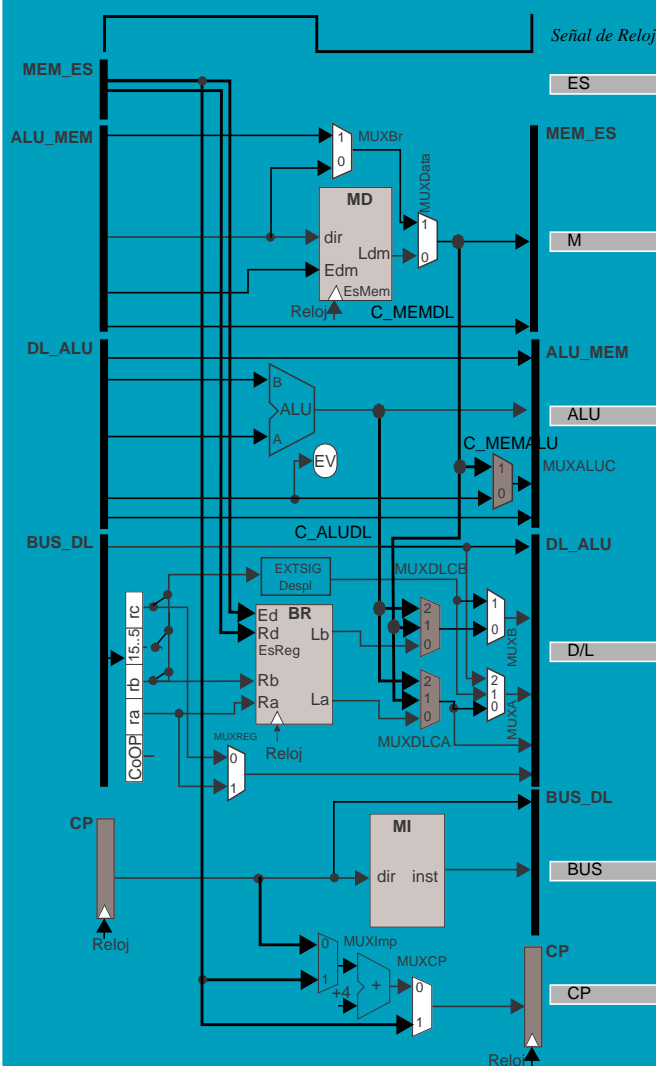 Señal de Reloj
MEM_ES
ES
ALU_MEM
MEM_ES
1
0
MUXBr
MUXData
MD
dir
Ldm
Edm
EsMem
Reloj
1
0
M
C_MEMDL
DL_ALU
ALU_MEM
B
ALU
A
ALU
EV
C_MEMALU
1
0
MUXALUC
BUS_DL
C_ALUDL
DL_ALU
EXTSIG
Despl
MUXDLCB
rc
15..5
rb
ra
CoOP
Ed
BR
Rd
Lb
EsReg
Rb
La
Ra
Reloj
2
1
0
1
0
MUXB
D/L
2
1
0
2
1
0
MUXA
MUXDLCA
MUXREG
0
1
BUS_DL
CP
MI
dir
inst
BUS
Reloj
0
1
MUXImp
MUXCP
+4
+
0
1
CP
CP
Reloj